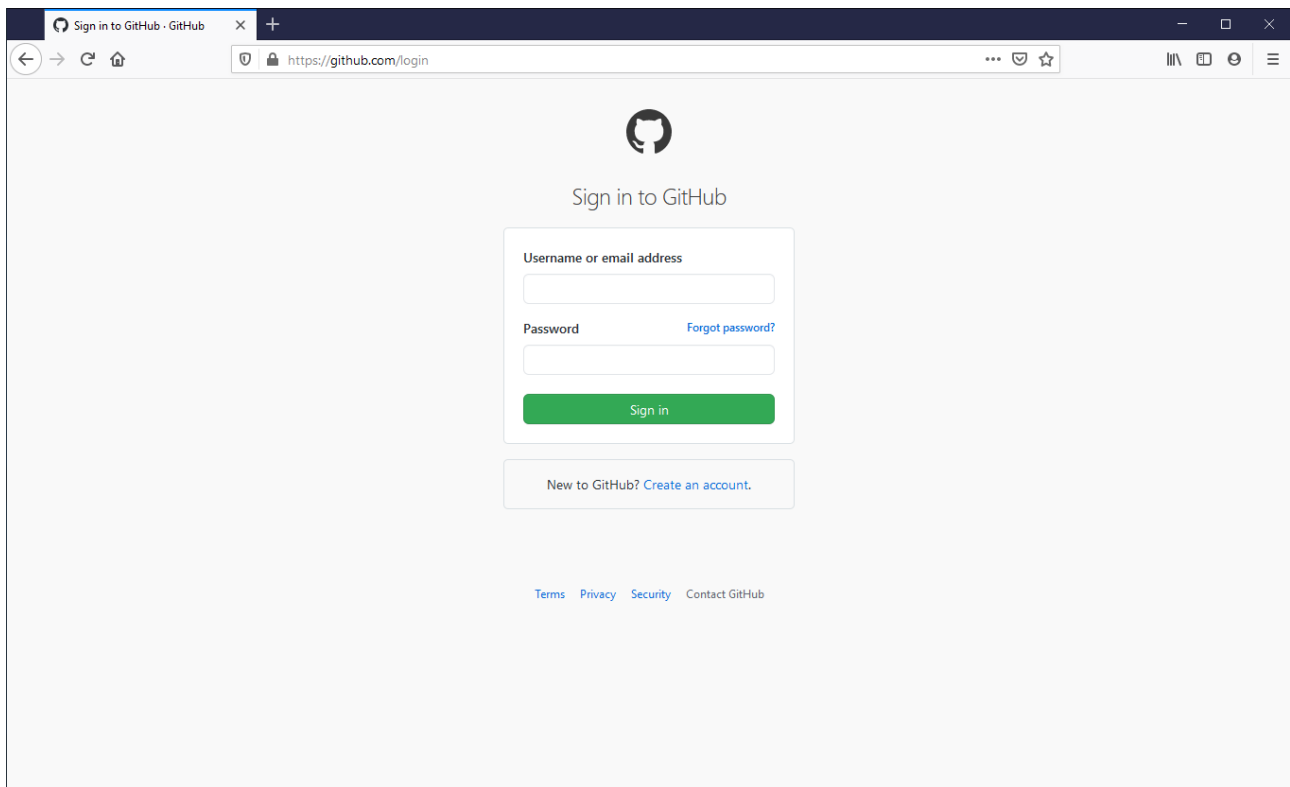 Sign in to GitHub · GitHub
https://github.com/login
Sign in to GitHub
Username or email address
Password Forgot password?
Sign in
New to GitHub? Create an account.
Terms Privacy Security Contact GitHub